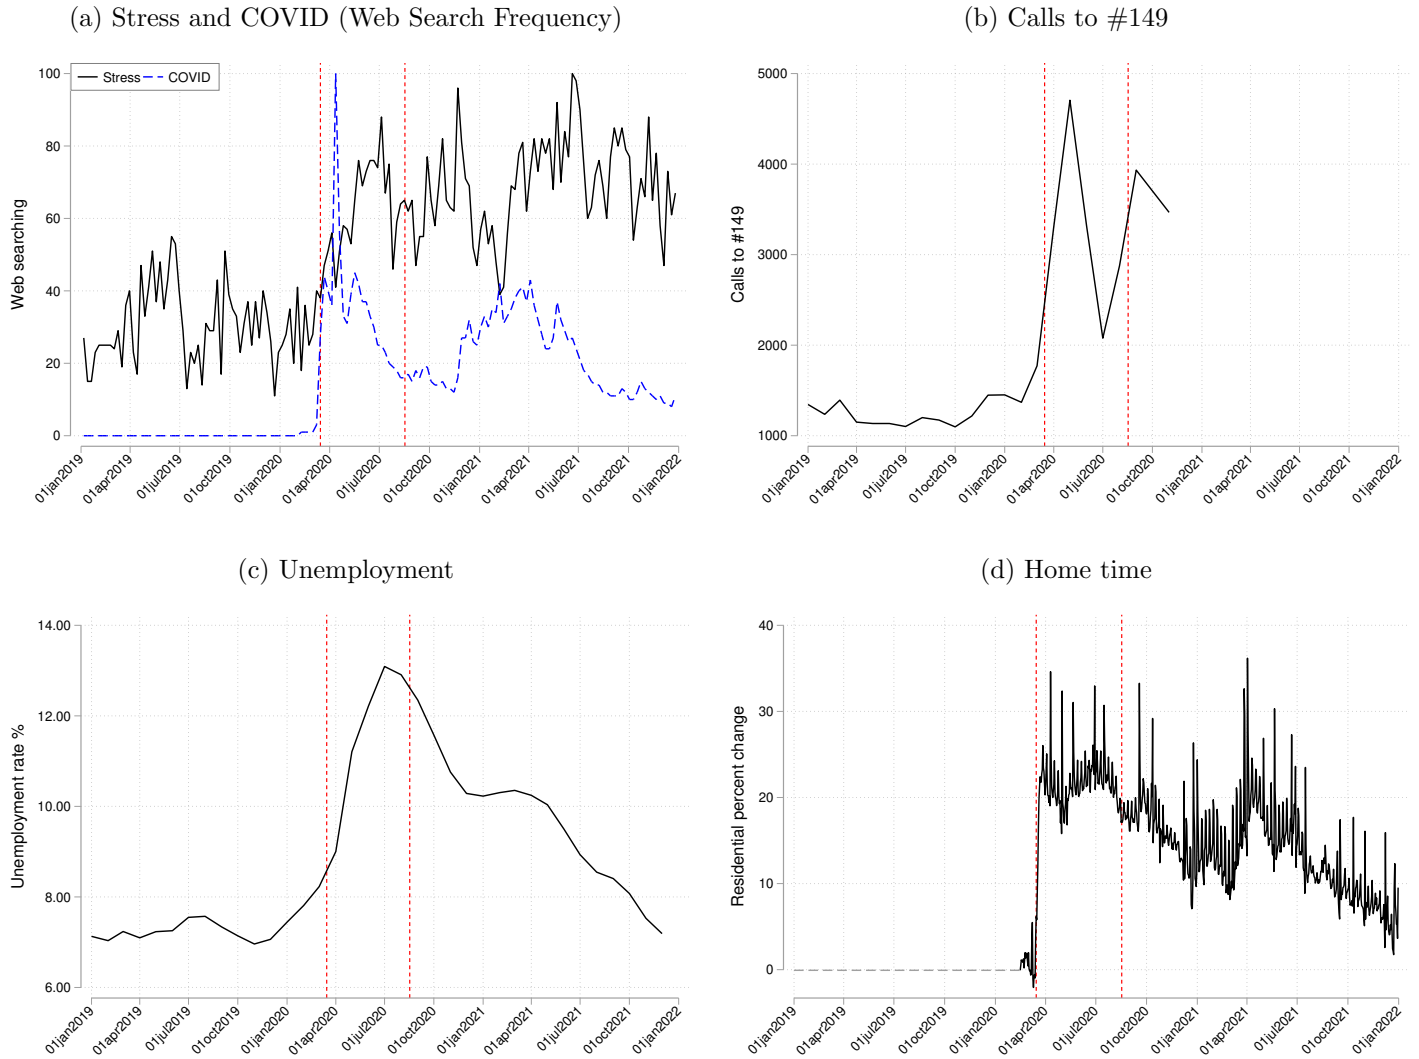 (a) Stress and COVID (Web Search Frequency)
Stress
COVID
Web searching
100
80
60
40
20
0
01jan2019
01apr2019
01jul2019
01oct2019
01jan2020
01apr2020
01jul2020
01oct2020
01jan2021
01apr2021
01jul2021
01oct2021
01jan2022
(b) Calls to #149
Calls to #149
5000
4000
3000
2000
1000
01jan2019
01apr2019
01jul2019
01oct2019
01jan2020
01apr2020
01jul2020
01oct2020
01jan2021
01apr2021
01jul2021
01oct2021
01jan2022
(c) Unemployment
Unemployment rate %
14.00
12.00
10.00
8.00
6.00
01jan2019
01apr2019
01jul2019
01oct2019
01jan2020
01apr2020
01jul2020
01oct2020
01jan2021
01apr2021
01jul2021
01oct2021
01jan2022
(d) Home time
Residential percent change
40
30
20
10
0
01jan2019
01apr2019
01jul2019
01oct2019
01jan2020
01apr2020
01jul2020
01oct2020
01jan2021
01apr2021
01jul2021
01oct2021
01jan2022